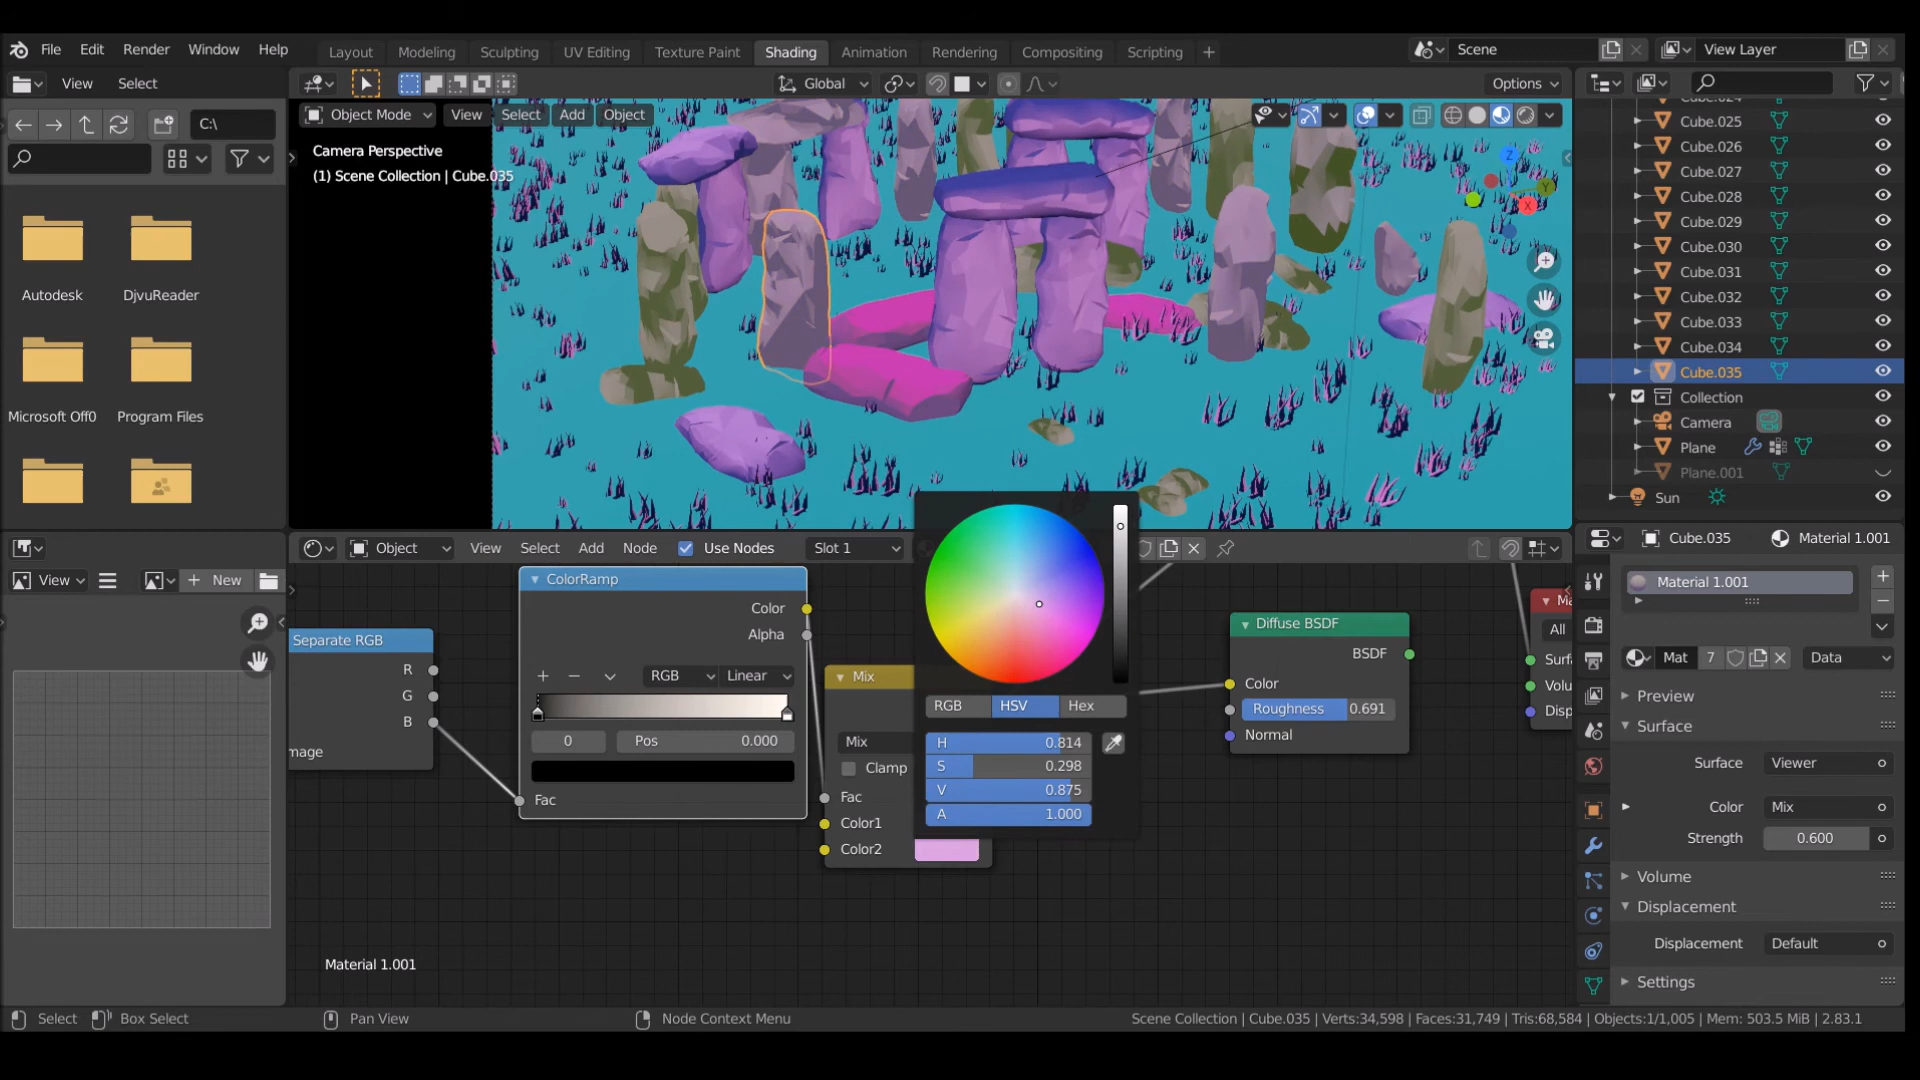 File Edit Render Window Help
Layout Modeling Sculpting UV Editing Texture Paint Shading Animation Rendering Compositing Scripting +
Scene
View Layer
View Select
Global
Options
C:\
Object Mode View Select Add Object
Camera Perspective
(1) Scene Collection | Cube.035
Autodesk
DjvuReader
Microsoft Off0
Program Files
Z
Y
X
Cube.024
Cube.025
Cube.026
Cube.027
Cube.028
Cube.029
Cube.030
Cube.031
Cube.032
Cube.033
Cube.034
Cube.035
Collection
Camera
Plane
Plane.001
Sun
View
New
Object View Select Add Node Use Nodes Slot 1
Separate RGB
R
G
B
mage
ColorRamp
Color
Alpha
RGB Linear
0 Pos 0.000
Fac
Mix
Mix
Clamp
Fac
Color1
Color2
RGB HSV Hex
H 0.814
S 0.298
V 0.875
A 1.000
Diffuse BSDF
BSDF
Color
Roughness 0.691
Normal
Ma
All
Surf
Volu
Disp
Material 1.001
Cube.035 Material 1.001
Material 1.001
Mat 7 Data
Preview
Surface
Surface Viewer
Color Mix
Strength 0.600
Volume
Displacement
Displacement Default
Settings
Select Box Select Pan View Node Context Menu
Scene Collection | Cube.035 | Verts:34,598 | Faces:31,749 | Tris:68,584 | Objects:1/1,005 | Mem: 503.5 MiB | 2.83.1